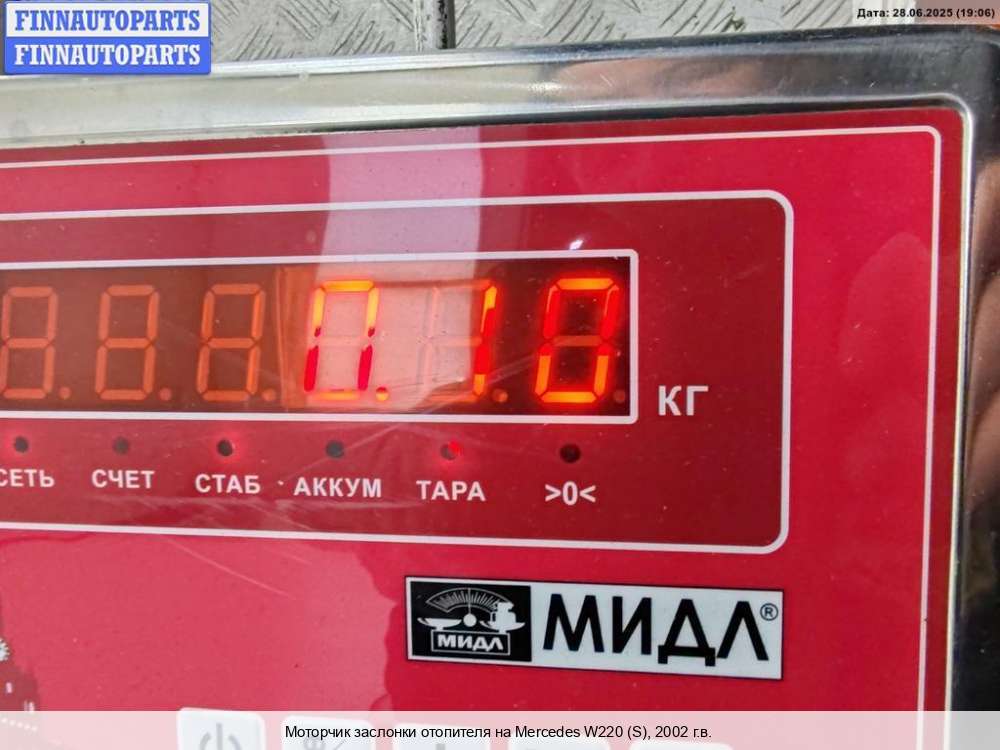 FINNAUTOPARTS
FINNAUTOPARTS
Дата: 28.06.2025 (19:06)
0.10
КГ
СЕТЬ СЧЕТ СТАБ АККУМ ТАРА >0<
МИДЛ
МИДЛ®
Моторчик заслонки отопителя на Mercedes W220 (S), 2002 г.в.